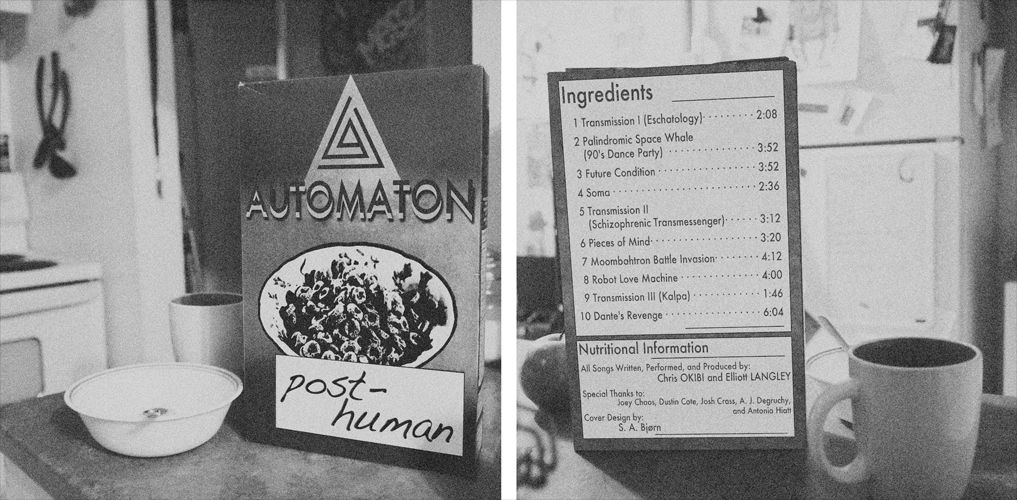 AUTOMATON
post-
human
Ingredients
1 Transmission I (Eschatology) 2:08
2 Palindromic Space Whale
(90's Dance Party) 3:52
3 Future Condition 3:52
4 Soma 2:36
5 Transmission II
(Schizophrenic Transmessenger) 3:12
6 Pieces of Mind 3:20
7 Moombahtron Battle Invasion 4:12
8 Robot Love Machine 4:00
9 Transmission III (Kalpa) 1:46
10 Dante's Revenge 6:04
Nutritional Information
All Songs Written, Performed, and Produced by:
Chris OKIBI and Elliott LANGLEY
Special Thanks to:
Joey Chaos, Dustin Cote, Josh Crass, A. J. Degruchy,
and Antonia Hiatt
Cover Design by:
S. A. Bjørn